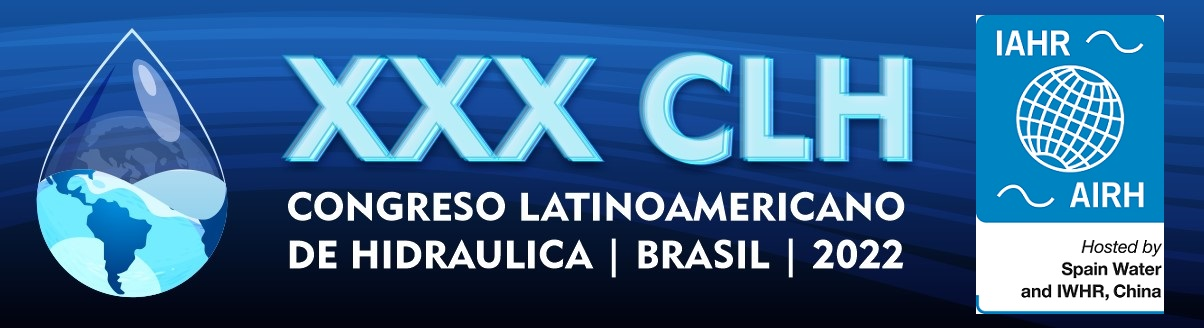 XXX CLH
CONGRESO LATINOAMERICANO
DE HIDRAULICA | BRASIL | 2022
IAHR
AIRH
Hosted by
Spain Water
and IWHR, China